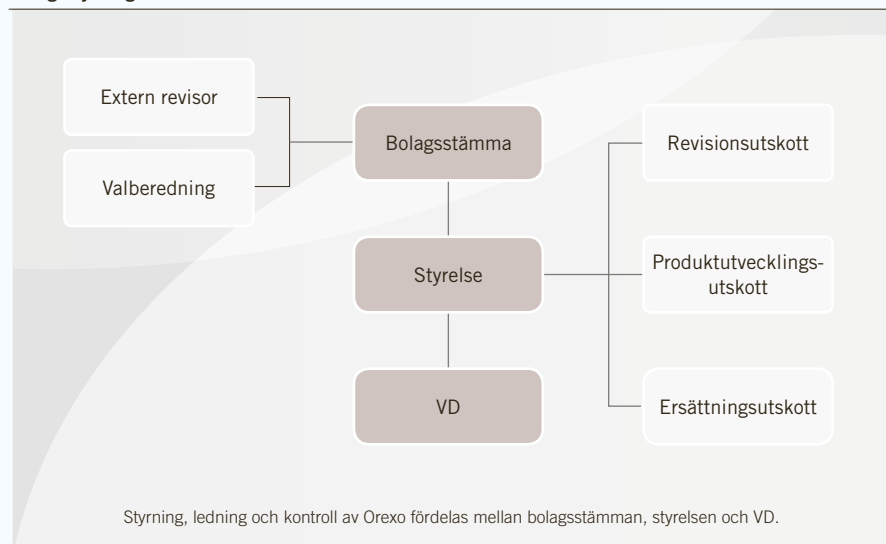 Extern revisor
Valberedning
Bolagsstämma
Styrelse
VD
Revisionsutskott
Produktutvecklings-
utskott
Ersättningsutskott
Styrning, ledning och kontroll av Orexo fördelas mellan bolagsstämman, styrelsen och VD.